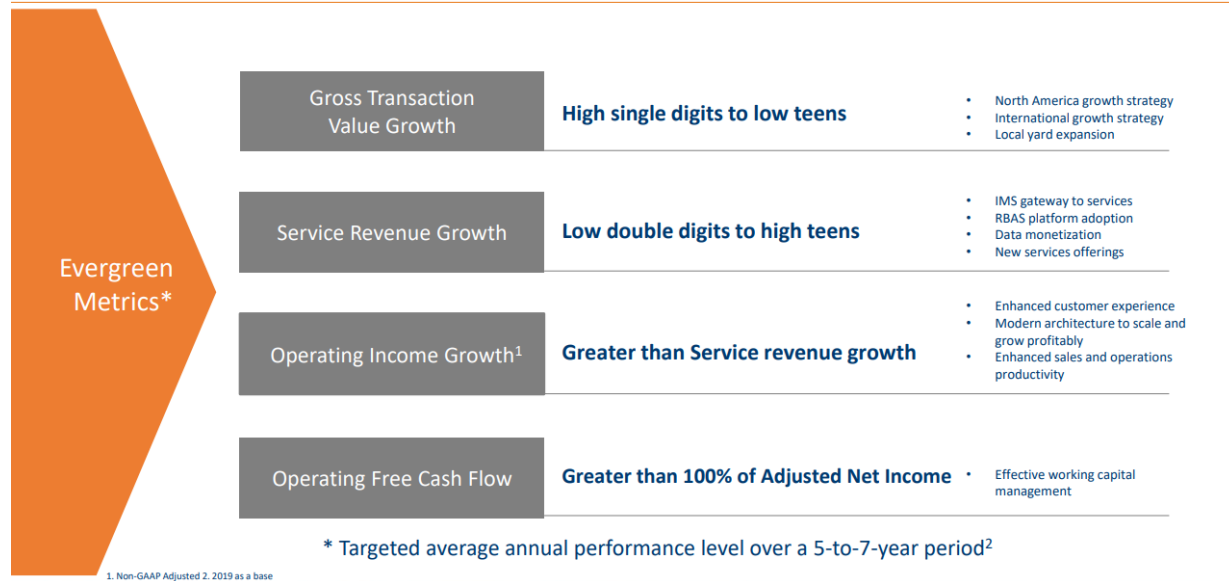 Evergreen
Metrics*
Gross Transaction
Value Growth
High single digits to low teens
• North America growth strategy
• International growth strategy
• Local yard expansion
Service Revenue Growth
Low double digits to high teens
• IMS gateway to services
• RBAS platform adoption
• Data monetization
• New services offerings
Operating Income Growth1
Greater than Service revenue growth
• Enhanced customer experience
• Modern architecture to scale and
grow profitably
• Enhanced sales and operations
productivity
Operating Free Cash Flow
Greater than 100% of Adjusted Net Income
• Effective working capital
management
* Targeted average annual performance level over a 5-to-7-year period2
1. Non-GAAP Adjusted 2. 2019 as a base